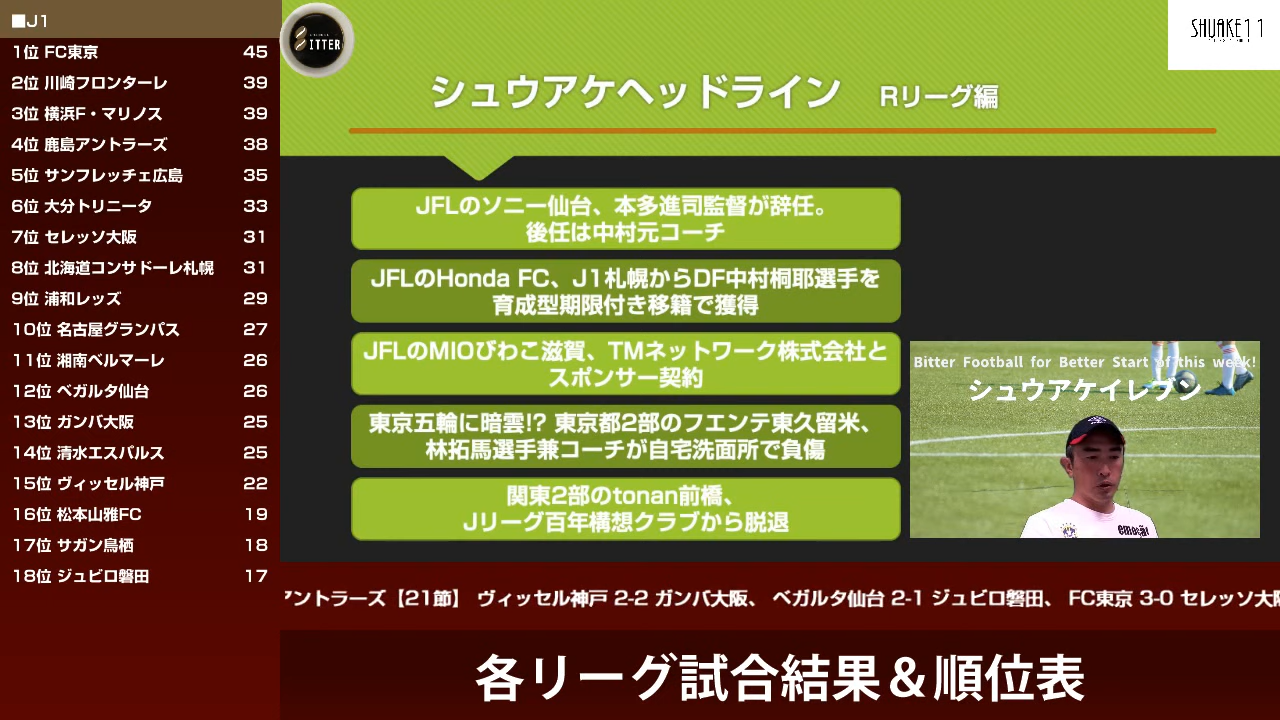 ■J1
1位 FC東京 45
2位 川崎フロンターレ 39
3位 横浜F・マリノス 39
4位 鹿島アントラーズ 38
5位 サンフレッチェ広島 35
6位 大分トリニータ 33
7位 セレッソ大阪 31
8位 北海道コンサドーレ札幌 31
9位 浦和レッズ 29
10位 名古屋グランパス 27
11位 湘南ベルマーレ 26
12位 ベガルタ仙台 26
13位 ガンバ大阪 25
14位 清水エスパルス 25
15位 ヴィッセル神戸 22
16位 松本山雅FC 19
17位 サガン鳥栖 18
18位 ジュビロ磐田 17
BITTER
SHUAKE11
シュウアケヘッドライン Rリーグ編
JFLのソニー仙台、本多進司監督が辞任。
後任は中村元コーチ
JFLのHonda FC、J1札幌からDF中村桐耶選手を
育成型期限付き移籍で獲得
JFLのMIOびわこ滋賀、TMネットワーク株式会社と
スポンサー契約
東京五輪に暗雲!? 東京都2部のフエンテ東久留米、
林拓馬選手兼コーチが自宅洗面所で負傷
関東2部のtonan前橋、
Jリーグ百年構想クラブから脱退
Bitter Football for Better Start of this week!
シュウアケイレブン
emoção
アントラーズ【21節】 ヴィッセル神戸 2-2 ガンバ大阪、 ベガルタ仙台 2-1 ジュビロ磐田、 FC東京 3-0 セレッソ大阪
各リーグ試合結果＆順位表